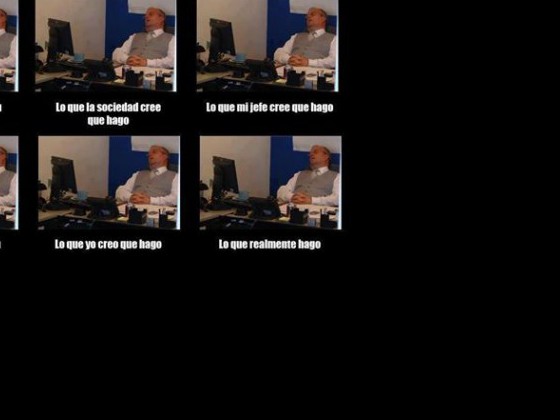 Lo que la sociedad cree
que hago
Lo que mi jefe cree que hago
Lo que yo creo que hago
Lo que realmente hago